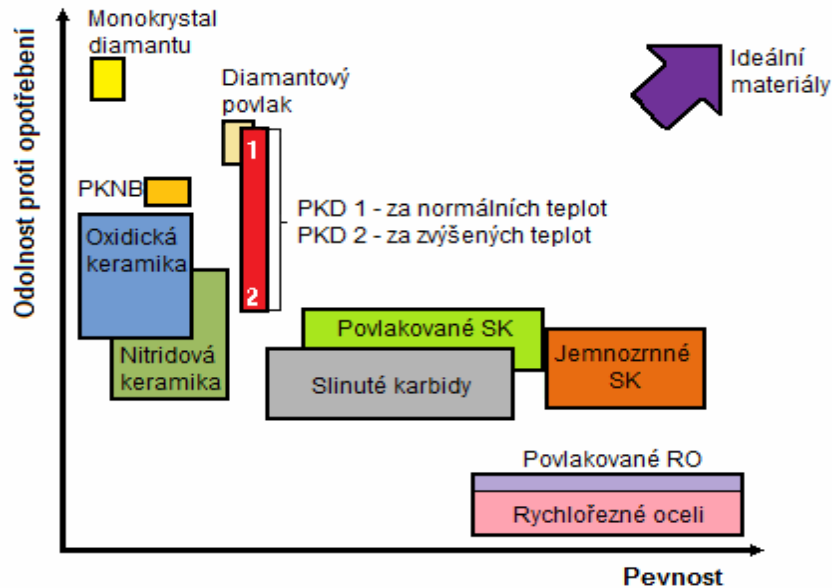 Odolnost proti opotřebení
Monokrystal
diamantu
Diamantový
povlak
Ideální
materiály
1
PKNB
PKD 1 - za normálních teplot
PKD 2 - za zvýšených teplot
Oxidická
keramika
2
Nitridová
keramika
Povlakované SK
Slinuté karbidy
Jemnozrnné
SK
Povlakované RO
Rychlořezné oceli
Pevnost